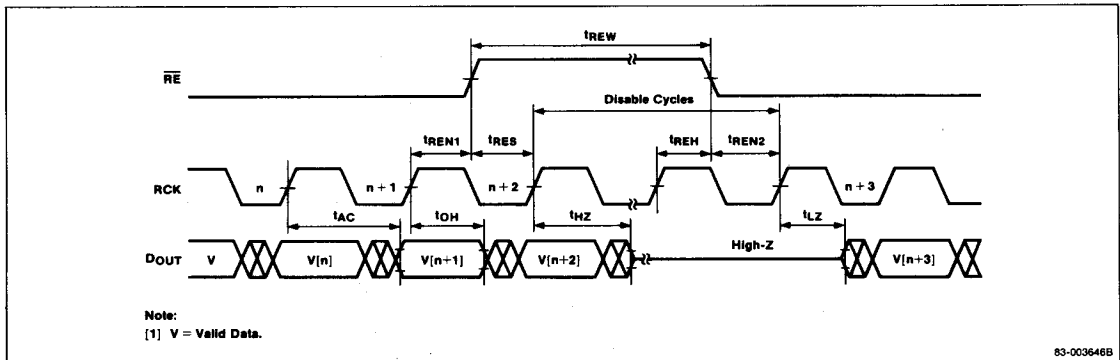 tREW
RE
Disable Cycles
tREN1
tRES
tREH
tREN2
RCK
n
n + 1
n + 2
n + 3
tAC
tOH
tHZ
tLZ
DOUT
V
V[n]
V[n+1]
V[n+2]
High-Z
V[n+3]
Note:
[1] V = Valid Data.
83-003646B